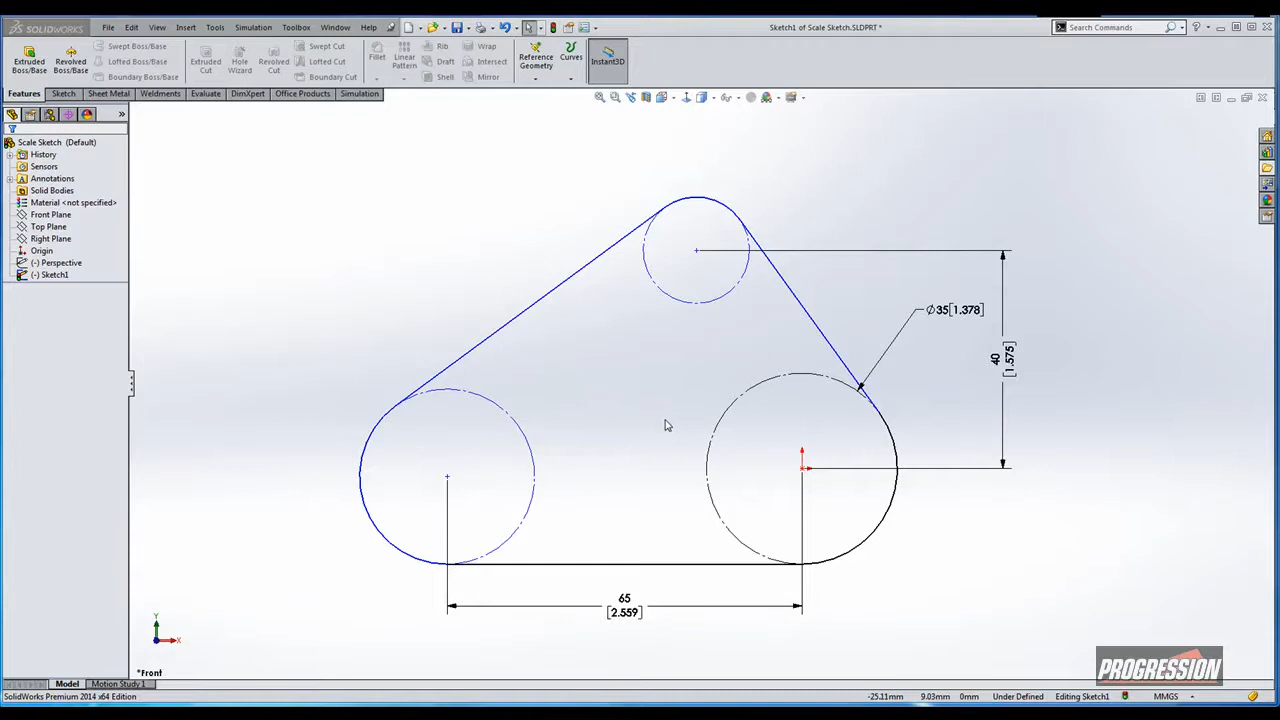 SOLIDWORKS File Edit View Insert Tools Simulation Toolbox Window Help Sketch1 of Scale Sketch.SLDPRT * Search Commands
Extruded Boss/Base Revolved Boss/Base Swept Boss/Base Lofted Boss/Base Boundary Boss/Base Extruded Cut Hole Wizard Revolved Cut Swept Cut Lofted Cut Boundary Cut Fillet Linear Pattern Rib Draft Shell Wrap Intersect Mirror Reference Geometry Curves Instant3D
Features Sketch Sheet Metal Weldments Evaluate DimXpert Office Products Simulation
Scale Sketch (Default)
History
Sensors
Annotations
Solid Bodies
Material <not specified>
Front Plane
Top Plane
Right Plane
Origin
(-) Perspective
(-) Sketch1
Ø35[1.378]
40
[1.575]
65
[2.559]
Y
X
*Front
PROGRESSION
Model Motion Study 1
SolidWorks Premium 2014 x64 Edition -25.11mm 9.03mm 0mm Under Defined Editing Sketch1 MMGS